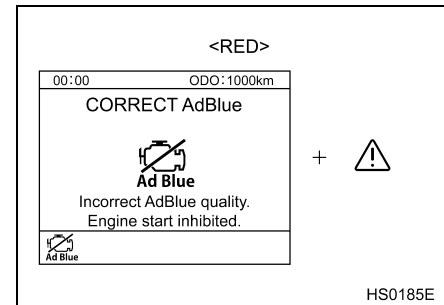 <RED>
00:00 ODO:1000km
CORRECT AdBlue
Ad Blue
Incorrect AdBlue quality.
Engine start inhibited.
Ad Blue
+
HS0185E